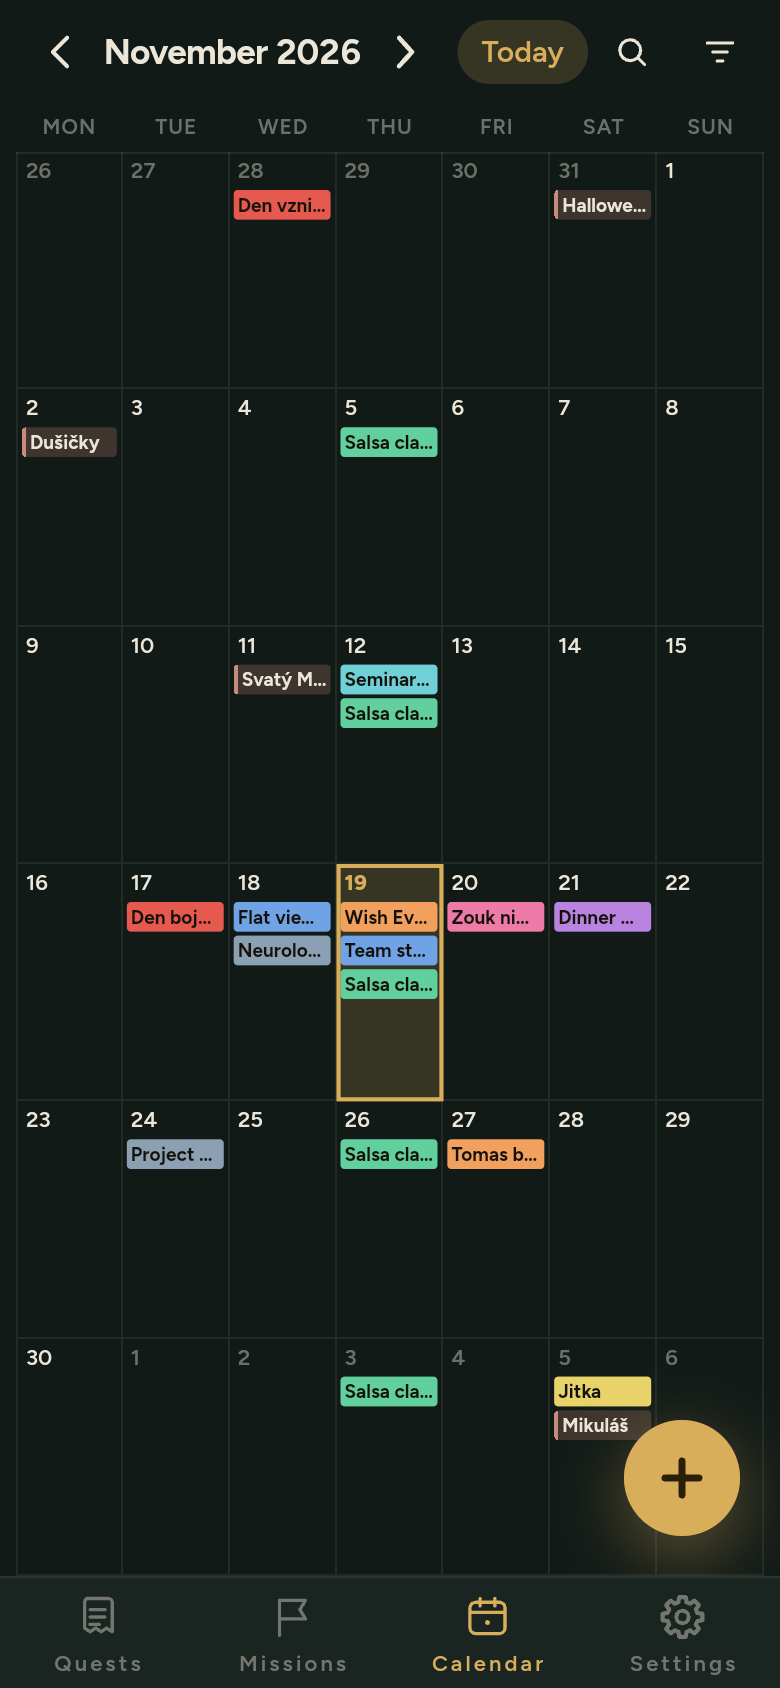 November 2026 Today
MON TUE WED THU FRI SAT SUN
26 27 28 29 30 31 1
Den vzni... Hallowe...
2 3 4 5 6 7 8
Dušičky Salsa cla...
9 10 11 12 13 14 15
Svatý M... Seminar...
Salsa cla...
16 17 18 19 20 21 22
Den boj... Flat vie... Wish Ev... Zouk ni... Dinner ...
Neurolo... Team st...
Salsa cla...
23 24 25 26 27 28 29
Project ... Salsa cla... Tomas b...
30 1 2 3 4 5 6
Salsa cla... Jitka
Mikuláš
Quests Missions Calendar Settings